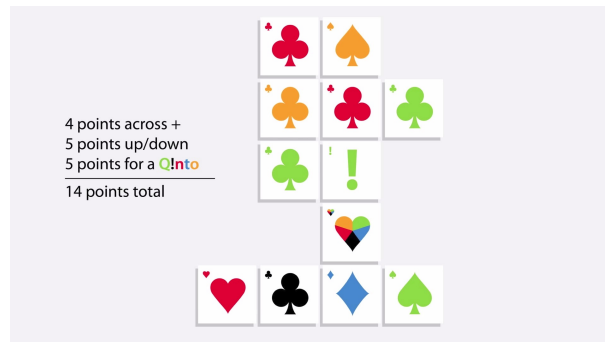 4 points across +
5 points up/down
5 points for a Q!nto
14 points total